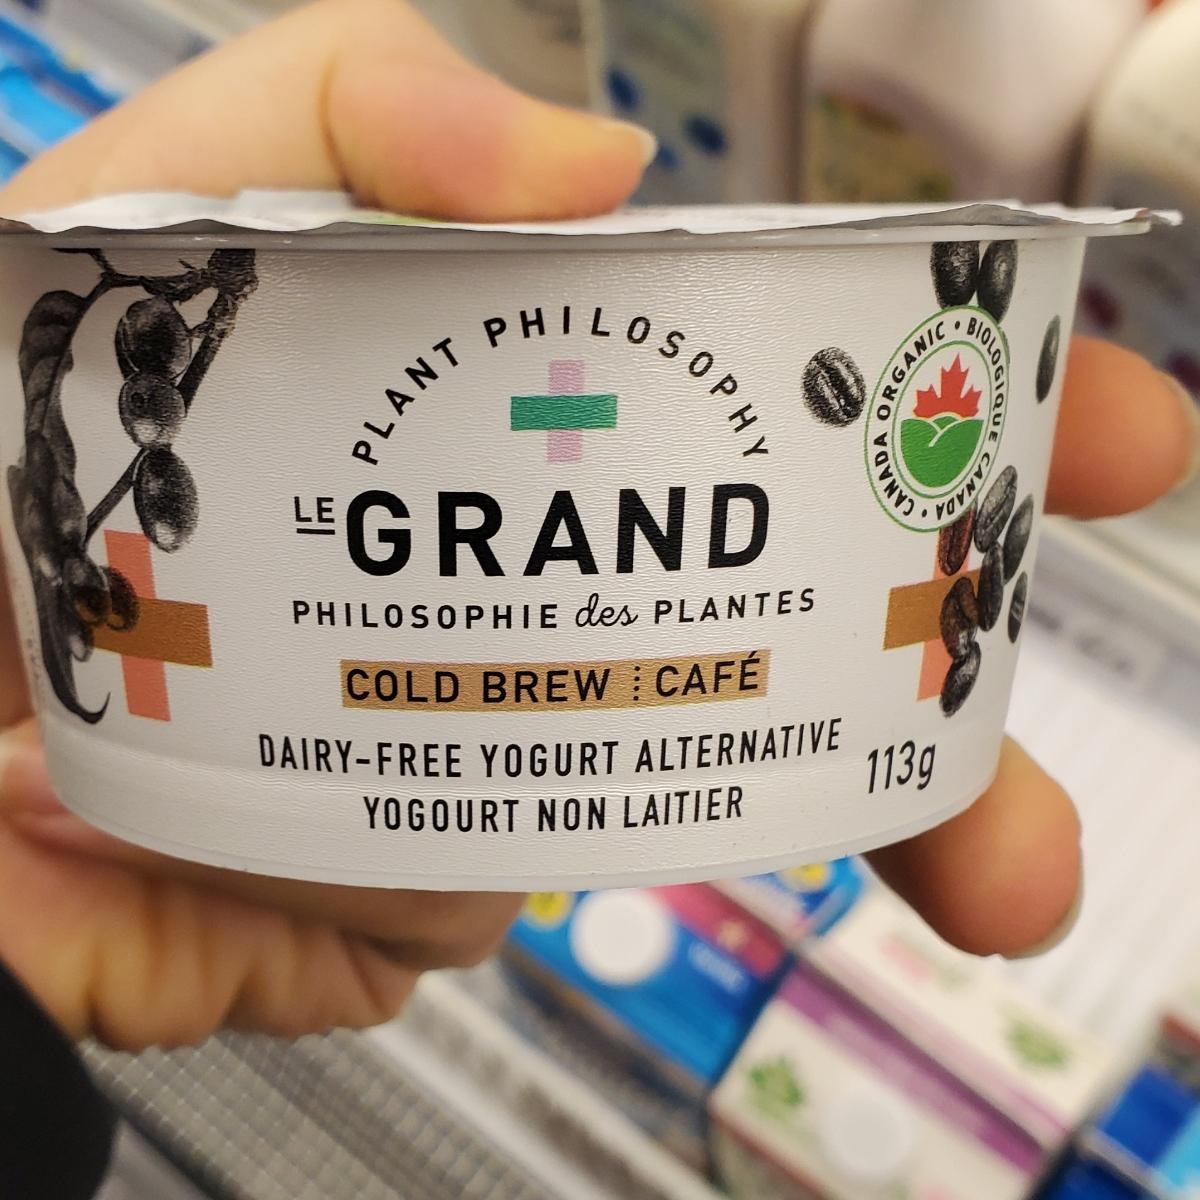 PLANT PHILOSOPHY
LE GRAND
PHILOSOPHIE des PLANTES
COLD BREW CAFÉ
DAIRY-FREE YOGURT ALTERNATIVE
YOGOURT NON LAITIER
113g
CANADA ORGANIC • BIOLOGIQUE CANADA •